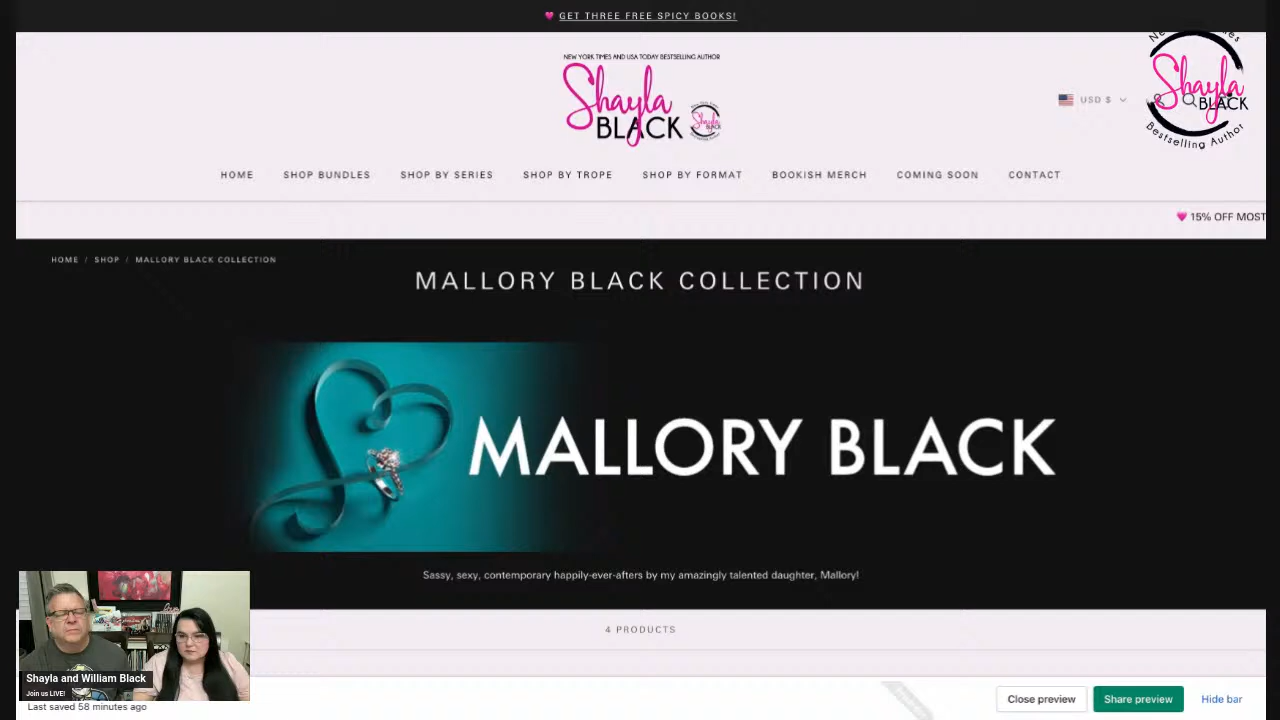 GET THREE FREE SPICY BOOKS!
NEW YORK TIMES AND USA TODAY BESTSELLING AUTHOR
Shayla
BLACK
Shayla
BLACK
USD $
Shayla
BLACK
Bestselling Author
HOME SHOP BUNDLES SHOP BY SERIES SHOP BY TROPE SHOP BY FORMAT BOOKISH MERCH COMING SOON CONTACT
15% OFF MOST
HOME / SHOP / MALLORY BLACK COLLECTION
MALLORY BLACK COLLECTION
MALLORY BLACK
Sassy, sexy, contemporary happily-ever-afters by my amazingly talented daughter, Mallory!
4 PRODUCTS
Shayla and William Black
Join us LIVE!
Last saved 58 minutes ago
Close preview Share preview Hide bar